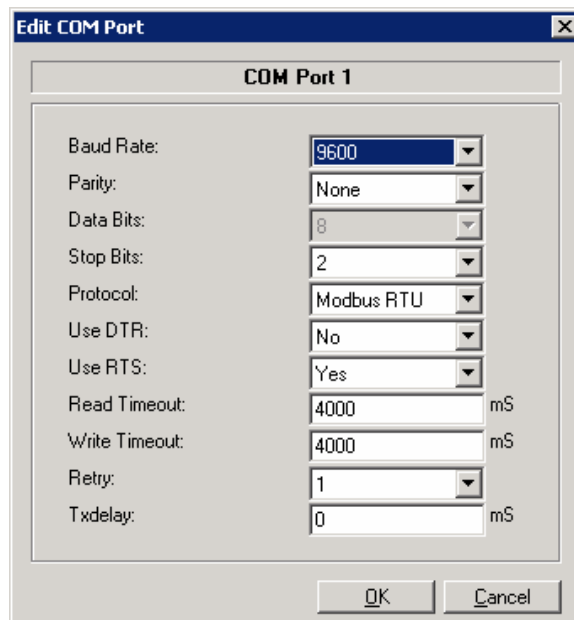 Edit COM Port
COM Port 1
Baud Rate: 9600
Parity: None
Data Bits: 8
Stop Bits: 2
Protocol: Modbus RTU
Use DTR: No
Use RTS: Yes
Read Timeout: 4000 mS
Write Timeout: 4000 mS
Retry: 1
Txdelay: 0 mS
OK Cancel